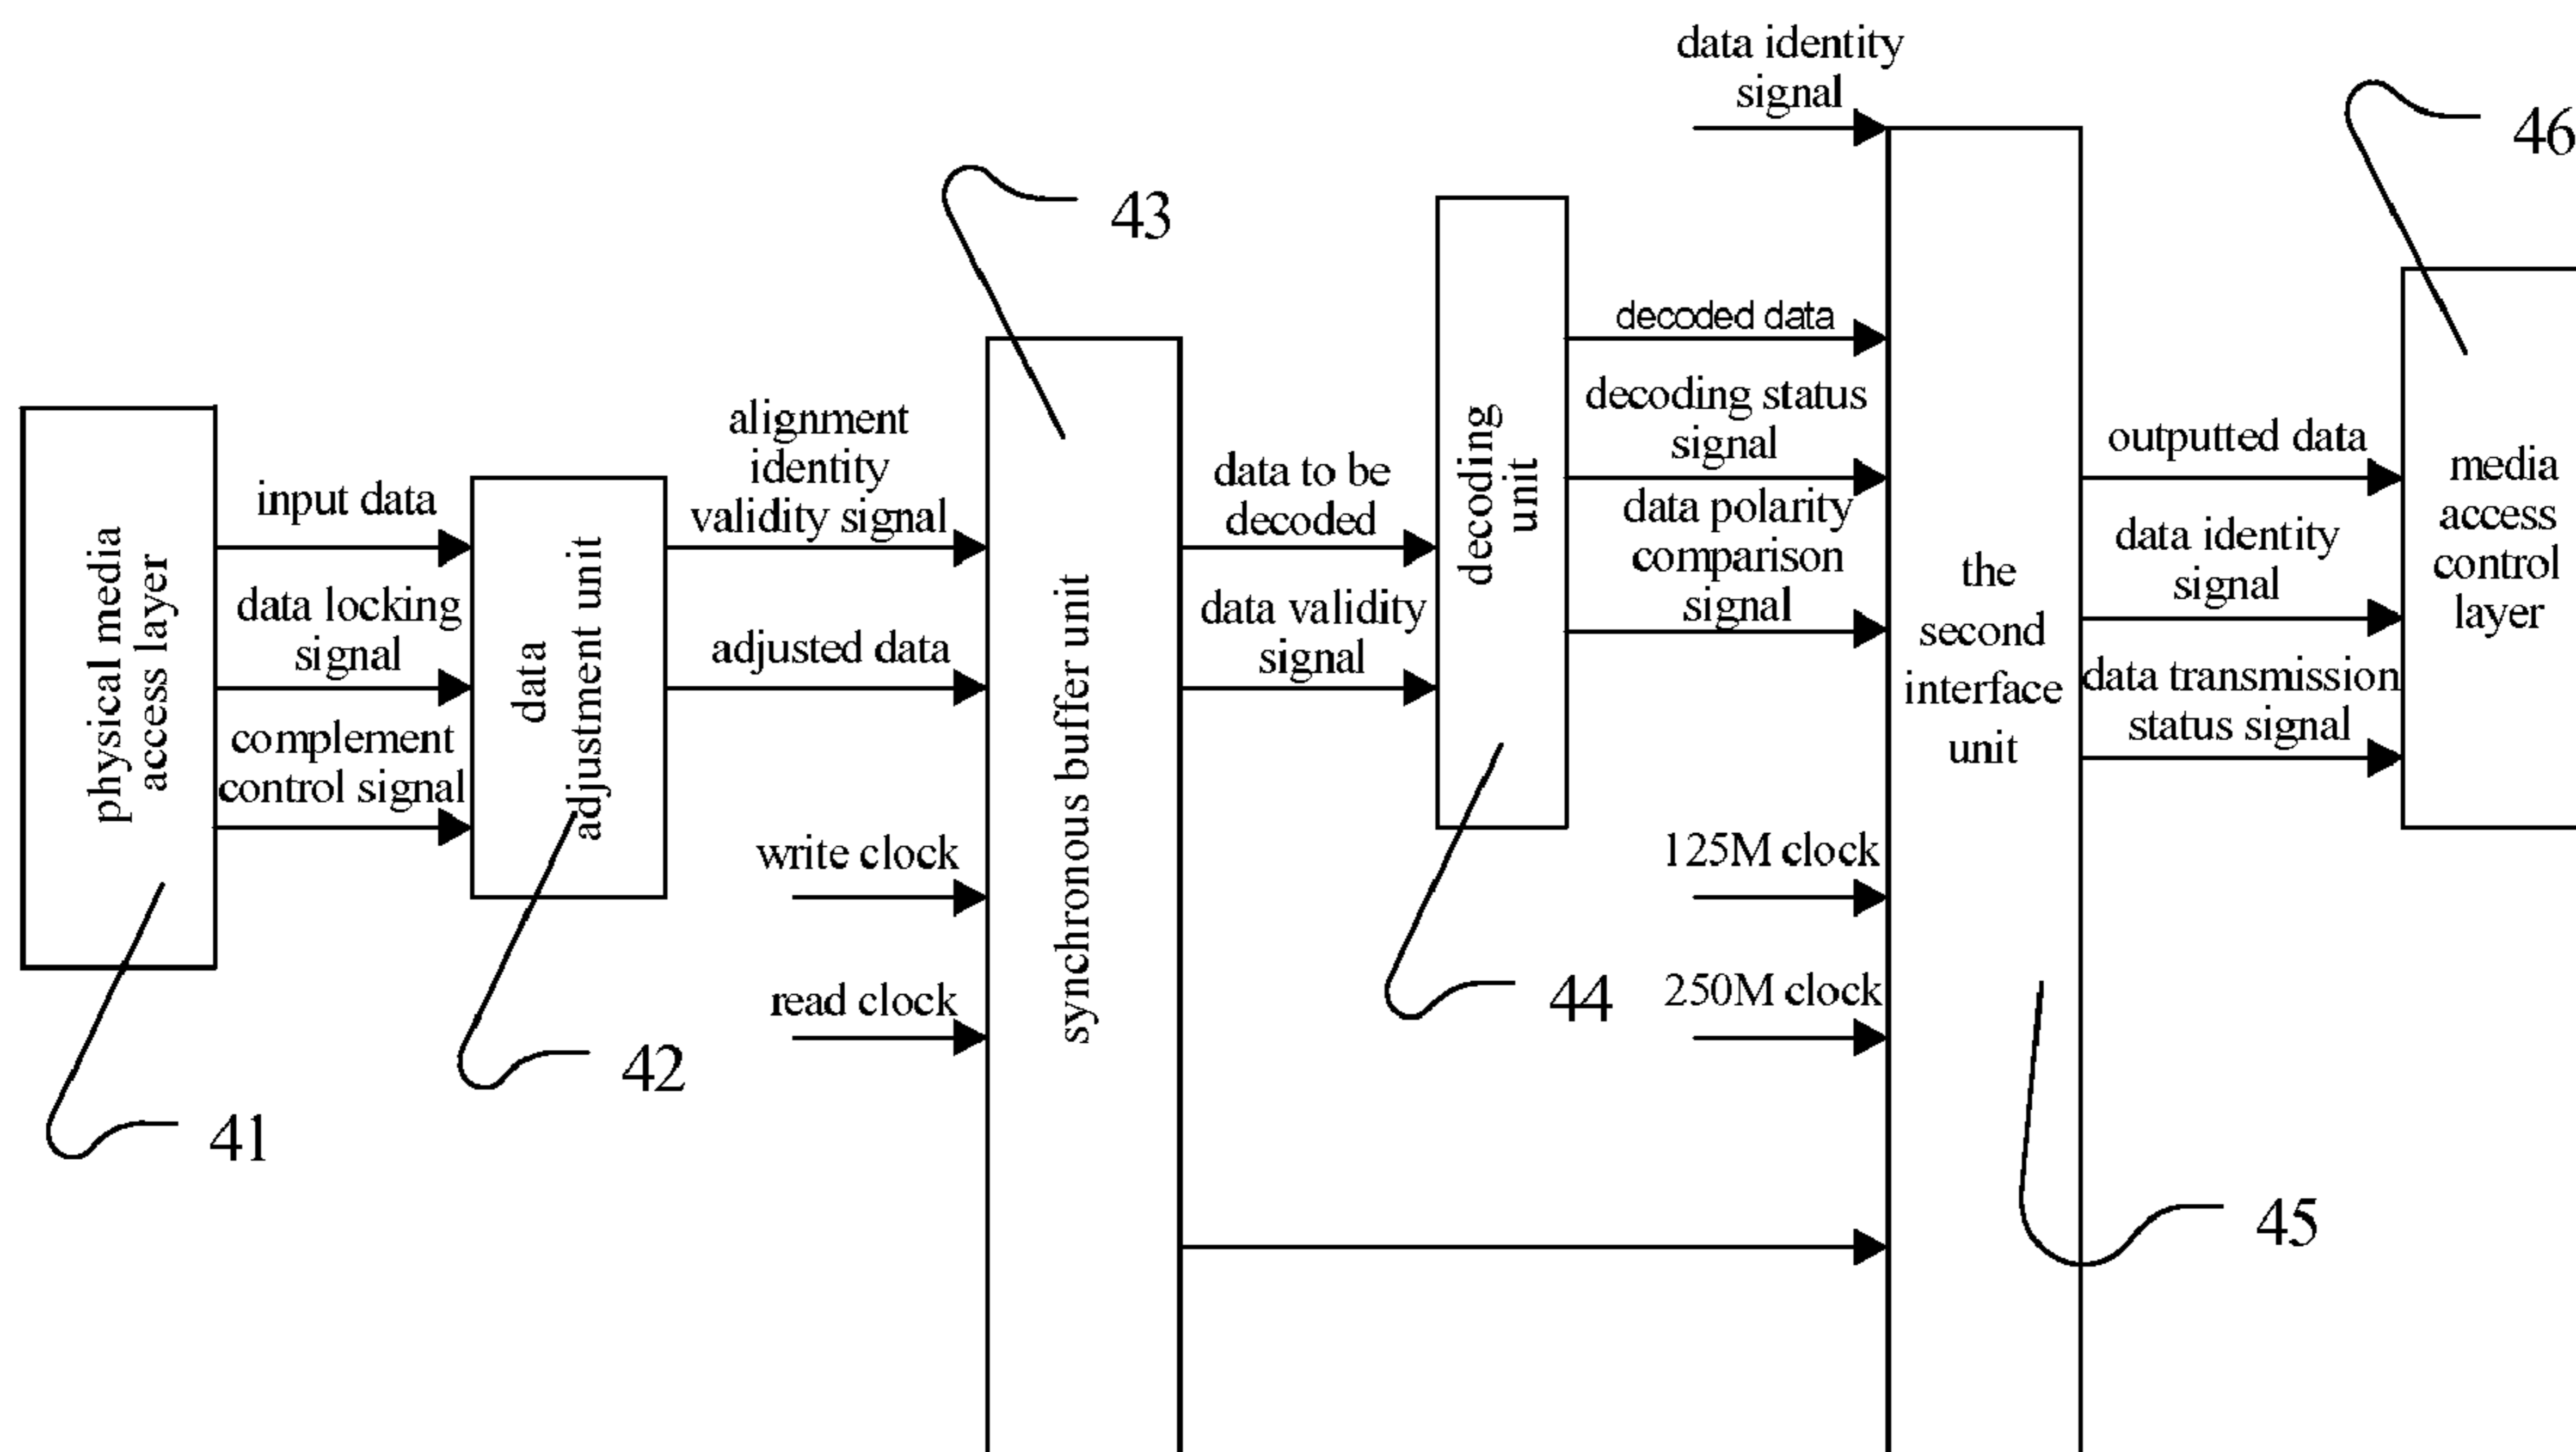 data identity
signal
46
43
decoded data
decoding status
signal
data polarity
comparison
signal
alignment
identity
validity signal
input data
data locking
signal
complement
control signal
physical media
access layer
data
adjustment unit
adjusted data
write clock
read clock
synchronous buffer unit
data to be
decoded
data validity
signal
decoding
unit
the
second
interface
unit
outputted data
data identity
signal
data transmission
status signal
media
access
control
layer
125M clock
250M clock
44
42
41
45